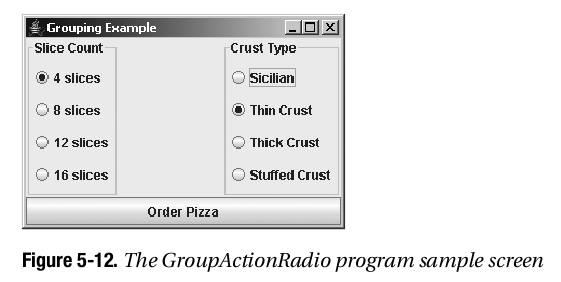 Grouping Example
Slice Count
4 slices
8 slices
12 slices
16 slices
Crust Type
Sicilian
Thin Crust
Thick Crust
Stuffed Crust
Order Pizza
Figure 5-12. The GroupActionRadio program sample screen